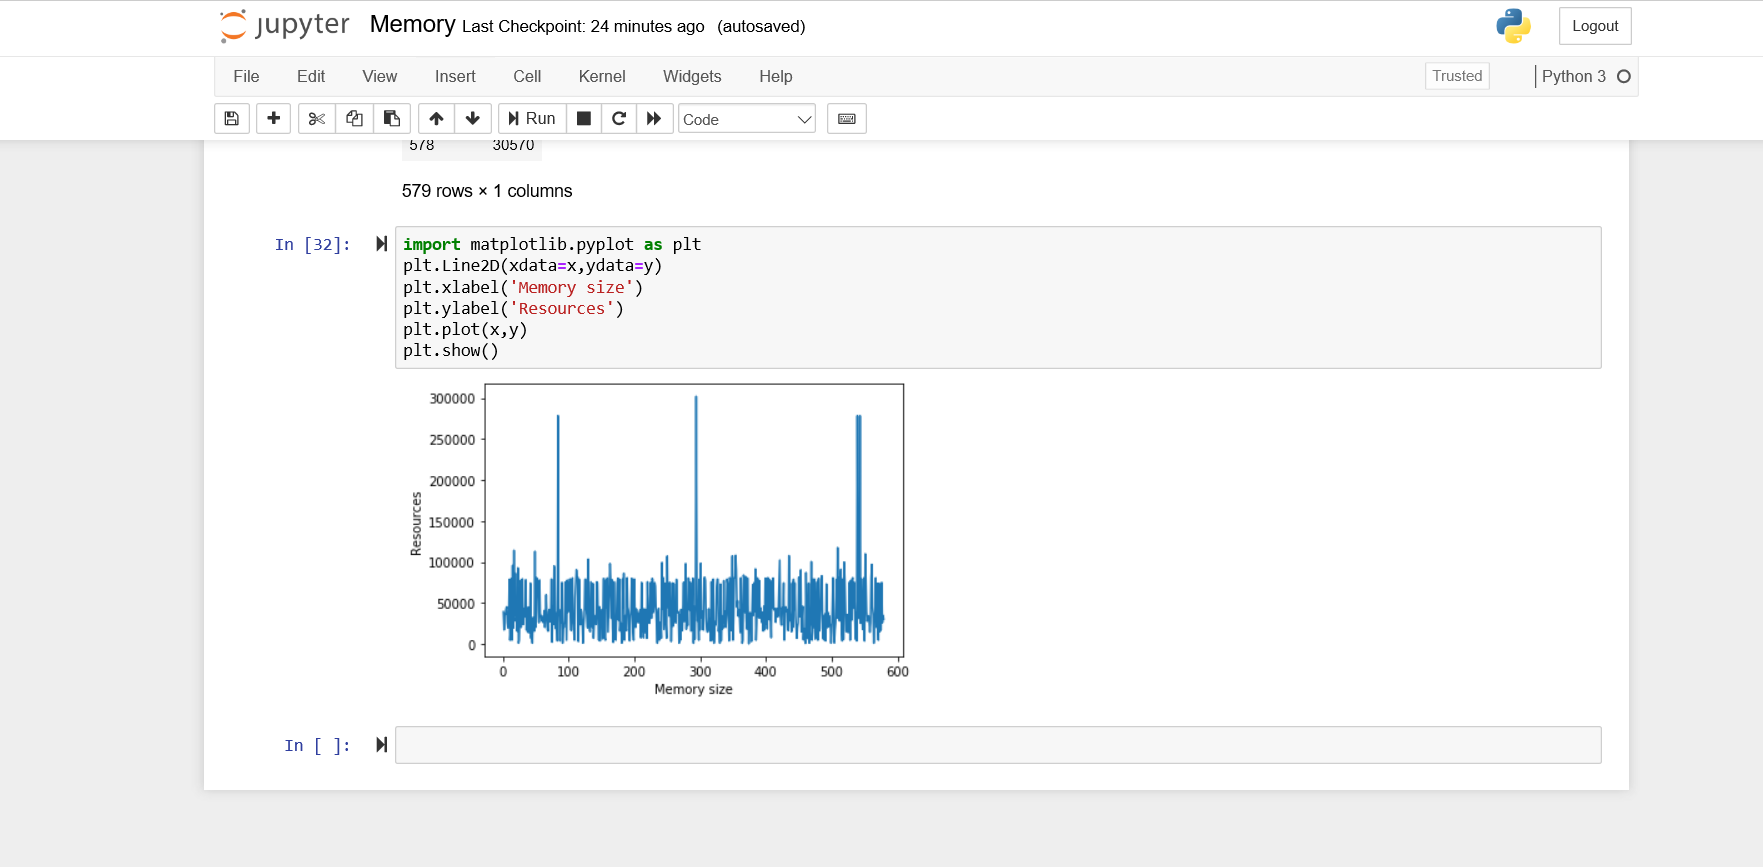 jupyter Memory Last Checkpoint: 24 minutes ago (autosaved) Logout
File Edit View Insert Cell Kernel Widgets Help Trusted Python 3
Run Code
578 30570
579 rows × 1 columns
In [32]: import matplotlib.pyplot as plt
plt.Line2D(xdata=x,ydata=y)
plt.xlabel('Memory size')
plt.ylabel('Resources')
plt.plot(x,y)
plt.show()
300000
250000
200000
150000
100000
50000
0
Resources
0 100 200 300 400 500 600
Memory size
In [ ]: